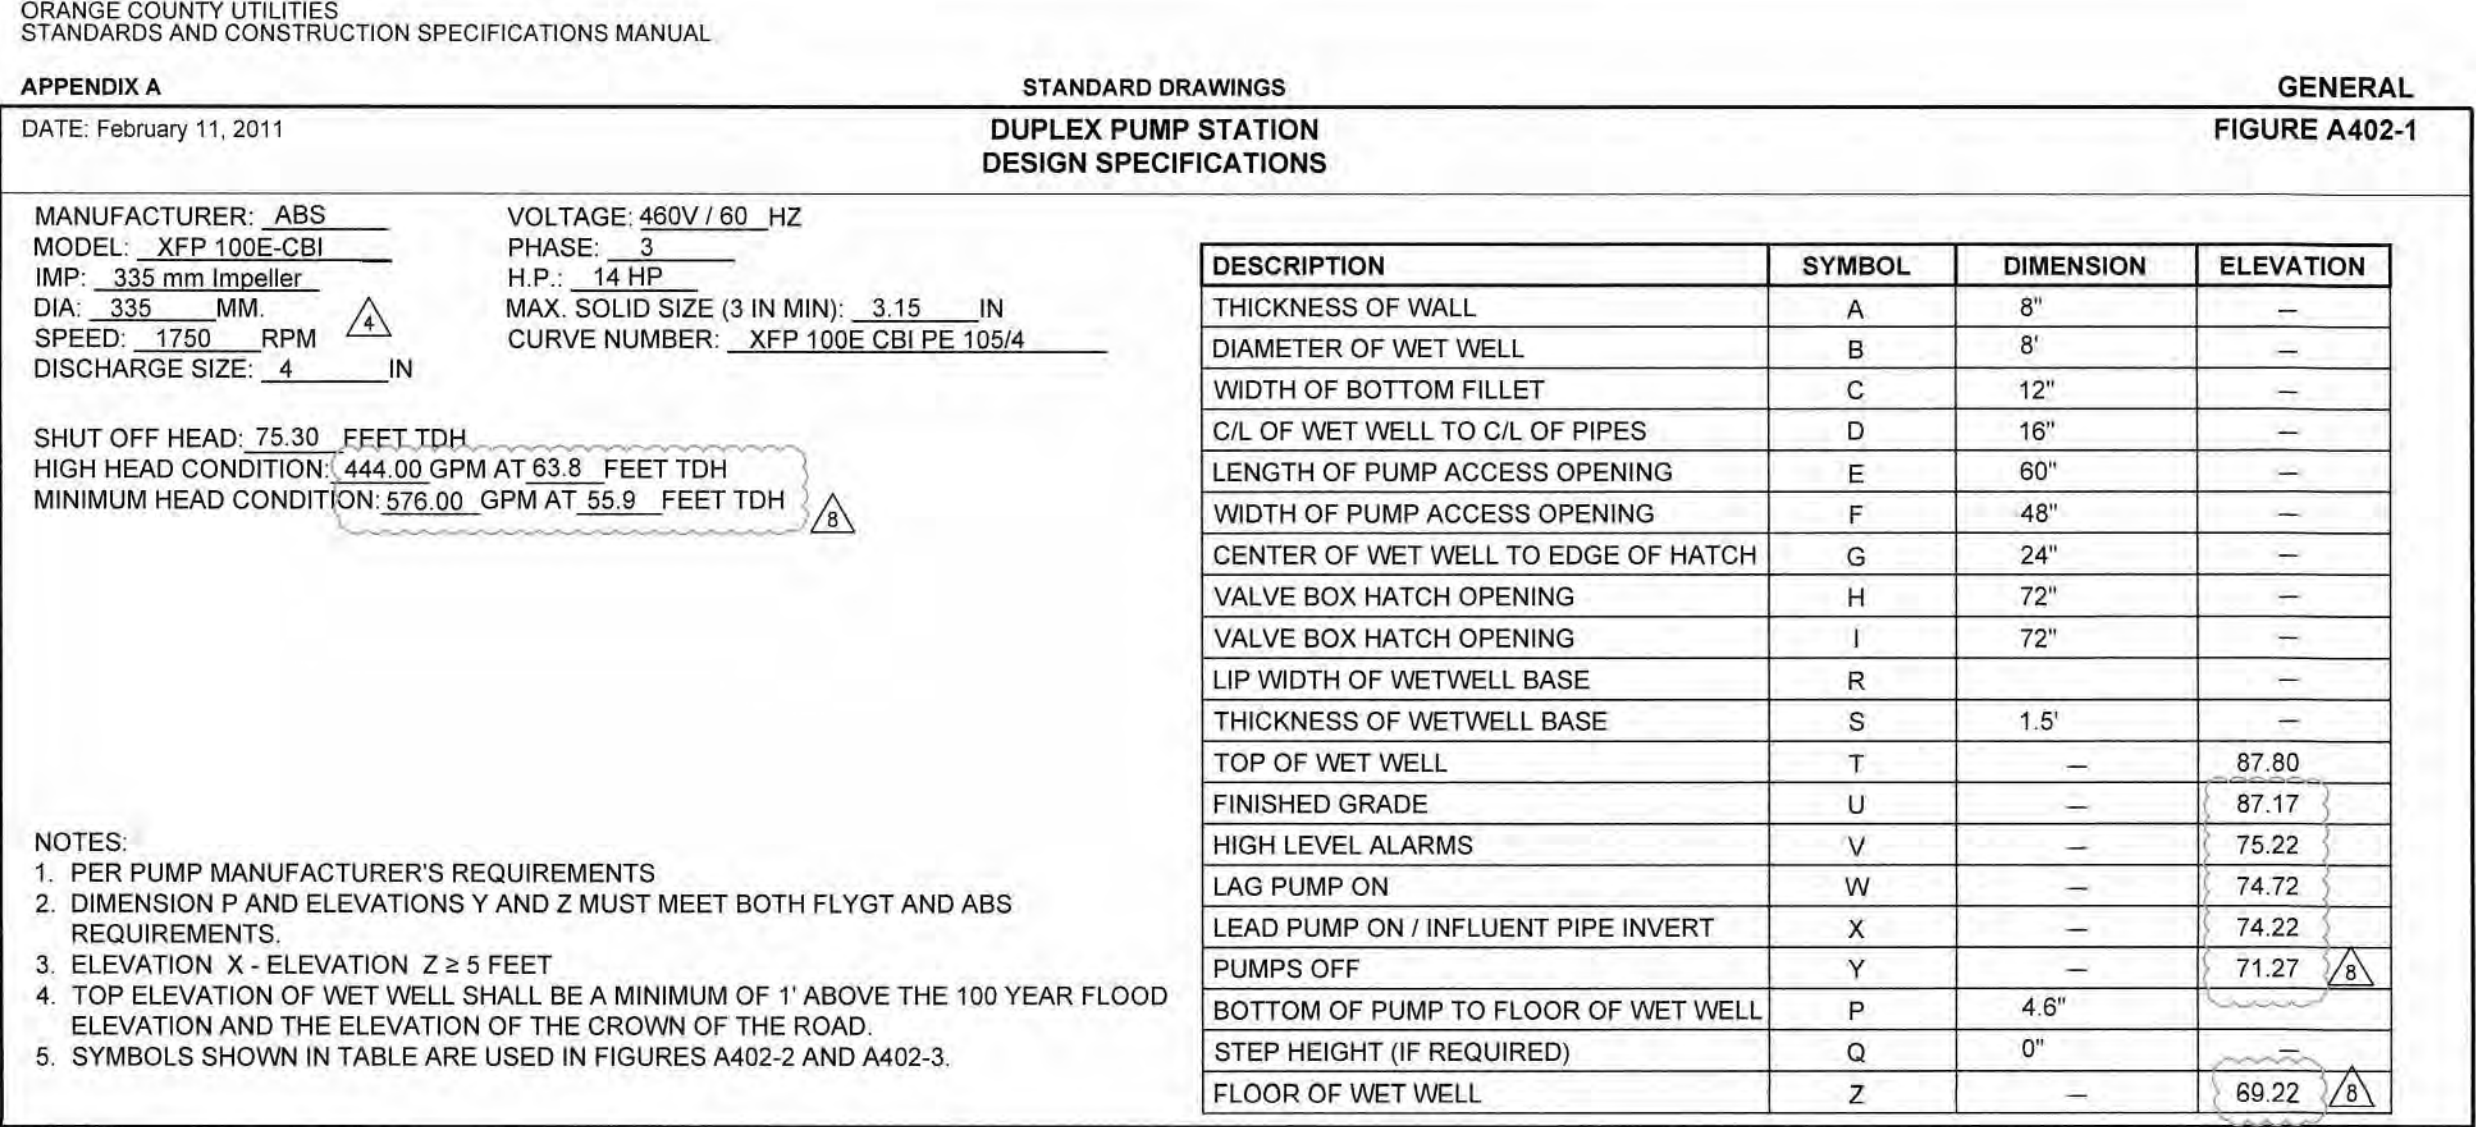 ORANGE COUNTY UTILITIES
STANDARDS AND CONSTRUCTION SPECIFICATIONS MANUAL
APPENDIX A STANDARD DRAWINGS GENERAL
DATE: February 11, 2011 DUPLEX PUMP STATION FIGURE A402-1
DESIGN SPECIFICATIONS
MANUFACTURER: ABS VOLTAGE: 460V / 60 HZ
MODEL: XFP 100E-CBI PHASE: 3
IMP: 335 mm Impeller H.P.: 14 HP
DIA: 335 MM. MAX. SOLID SIZE (3 IN MIN): 3.15 IN
4
SPEED: 1750 RPM CURVE NUMBER: XFP 100E CBI PE 105/4
DISCHARGE SIZE: 4 IN
SHUT OFF HEAD: 75.30 FEET TDH
HIGH HEAD CONDITION: 444.00 GPM AT 63.8 FEET TDH
MINIMUM HEAD CONDITION: 576.00 GPM AT 55.9 FEET TDH
8
NOTES:
1. PER PUMP MANUFACTURER'S REQUIREMENTS
2. DIMENSION P AND ELEVATIONS Y AND Z MUST MEET BOTH FLYGT AND ABS
REQUIREMENTS.
3. ELEVATION X - ELEVATION Z ≥ 5 FEET
4. TOP ELEVATION OF WET WELL SHALL BE A MINIMUM OF 1' ABOVE THE 100 YEAR FLOOD
ELEVATION AND THE ELEVATION OF THE CROWN OF THE ROAD.
5. SYMBOLS SHOWN IN TABLE ARE USED IN FIGURES A402-2 AND A402-3.
DESCRIPTION SYMBOL DIMENSION ELEVATION
THICKNESS OF WALL A 8" —
DIAMETER OF WET WELL B 8' —
WIDTH OF BOTTOM FILLET C 12" —
C/L OF WET WELL TO C/L OF PIPES D 16" —
LENGTH OF PUMP ACCESS OPENING E 60" —
WIDTH OF PUMP ACCESS OPENING F 48" —
CENTER OF WET WELL TO EDGE OF HATCH G 24" —
VALVE BOX HATCH OPENING H 72" —
VALVE BOX HATCH OPENING I 72" —
LIP WIDTH OF WETWELL BASE R —
THICKNESS OF WETWELL BASE S 1.5' —
TOP OF WET WELL T — 87.80
FINISHED GRADE U — 87.17
HIGH LEVEL ALARMS V — 75.22
LAG PUMP ON W — 74.72
LEAD PUMP ON / INFLUENT PIPE INVERT X — 74.22
PUMPS OFF Y — 71.27 8
BOTTOM OF PUMP TO FLOOR OF WET WELL P 4.6"
STEP HEIGHT (IF REQUIRED) Q 0" —
FLOOR OF WET WELL Z — 69.22 8